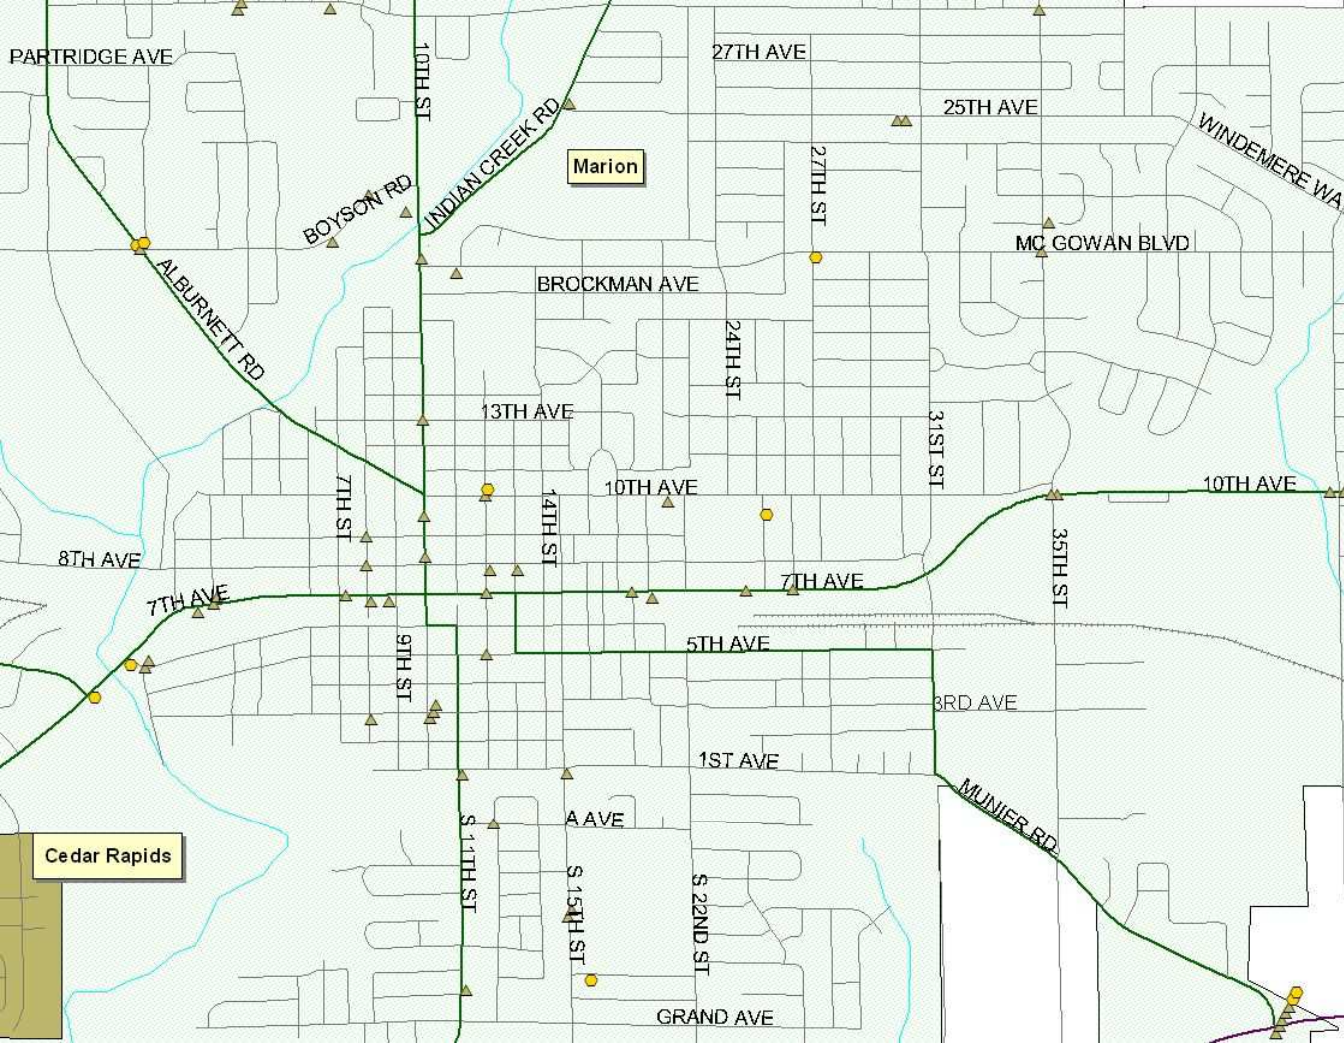 PARTRIDGE AVE
10TH ST
27TH AVE
25TH AVE
WINDEMERE WA
INDIAN CREEK RD
Marion
27TH ST
BOYSON RD
MC GOWAN BLVD
ALBURNETT RD
BROCKMAN AVE
24TH ST
13TH AVE
31ST ST
7TH ST
14TH ST
10TH AVE
10TH AVE
8TH AVE
35TH ST
7TH AVE
7TH AVE
9TH ST
5TH AVE
3RD AVE
1ST AVE
MUNIER RD
A AVE
S 11TH ST
Cedar Rapids
S 15TH ST
S 22ND ST
GRAND AVE